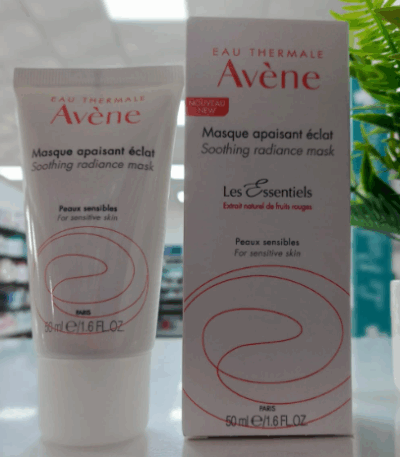 EAU THERMALE
Avène
Masque apaisant éclat
Soothing radiance mask
Peaux sensibles
For sensitive skin
PARIS
50 ml e/1.6 FL.OZ
EAU THERMALE
Avène
NOUVEAU
NEW
Masque apaisant éclat
Soothing radiance mask
Les Essentiels
Extrait naturel de fruits rouges
Peaux sensibles
For sensitive skin
PARIS
50 ml e/1.6 FL.OZ